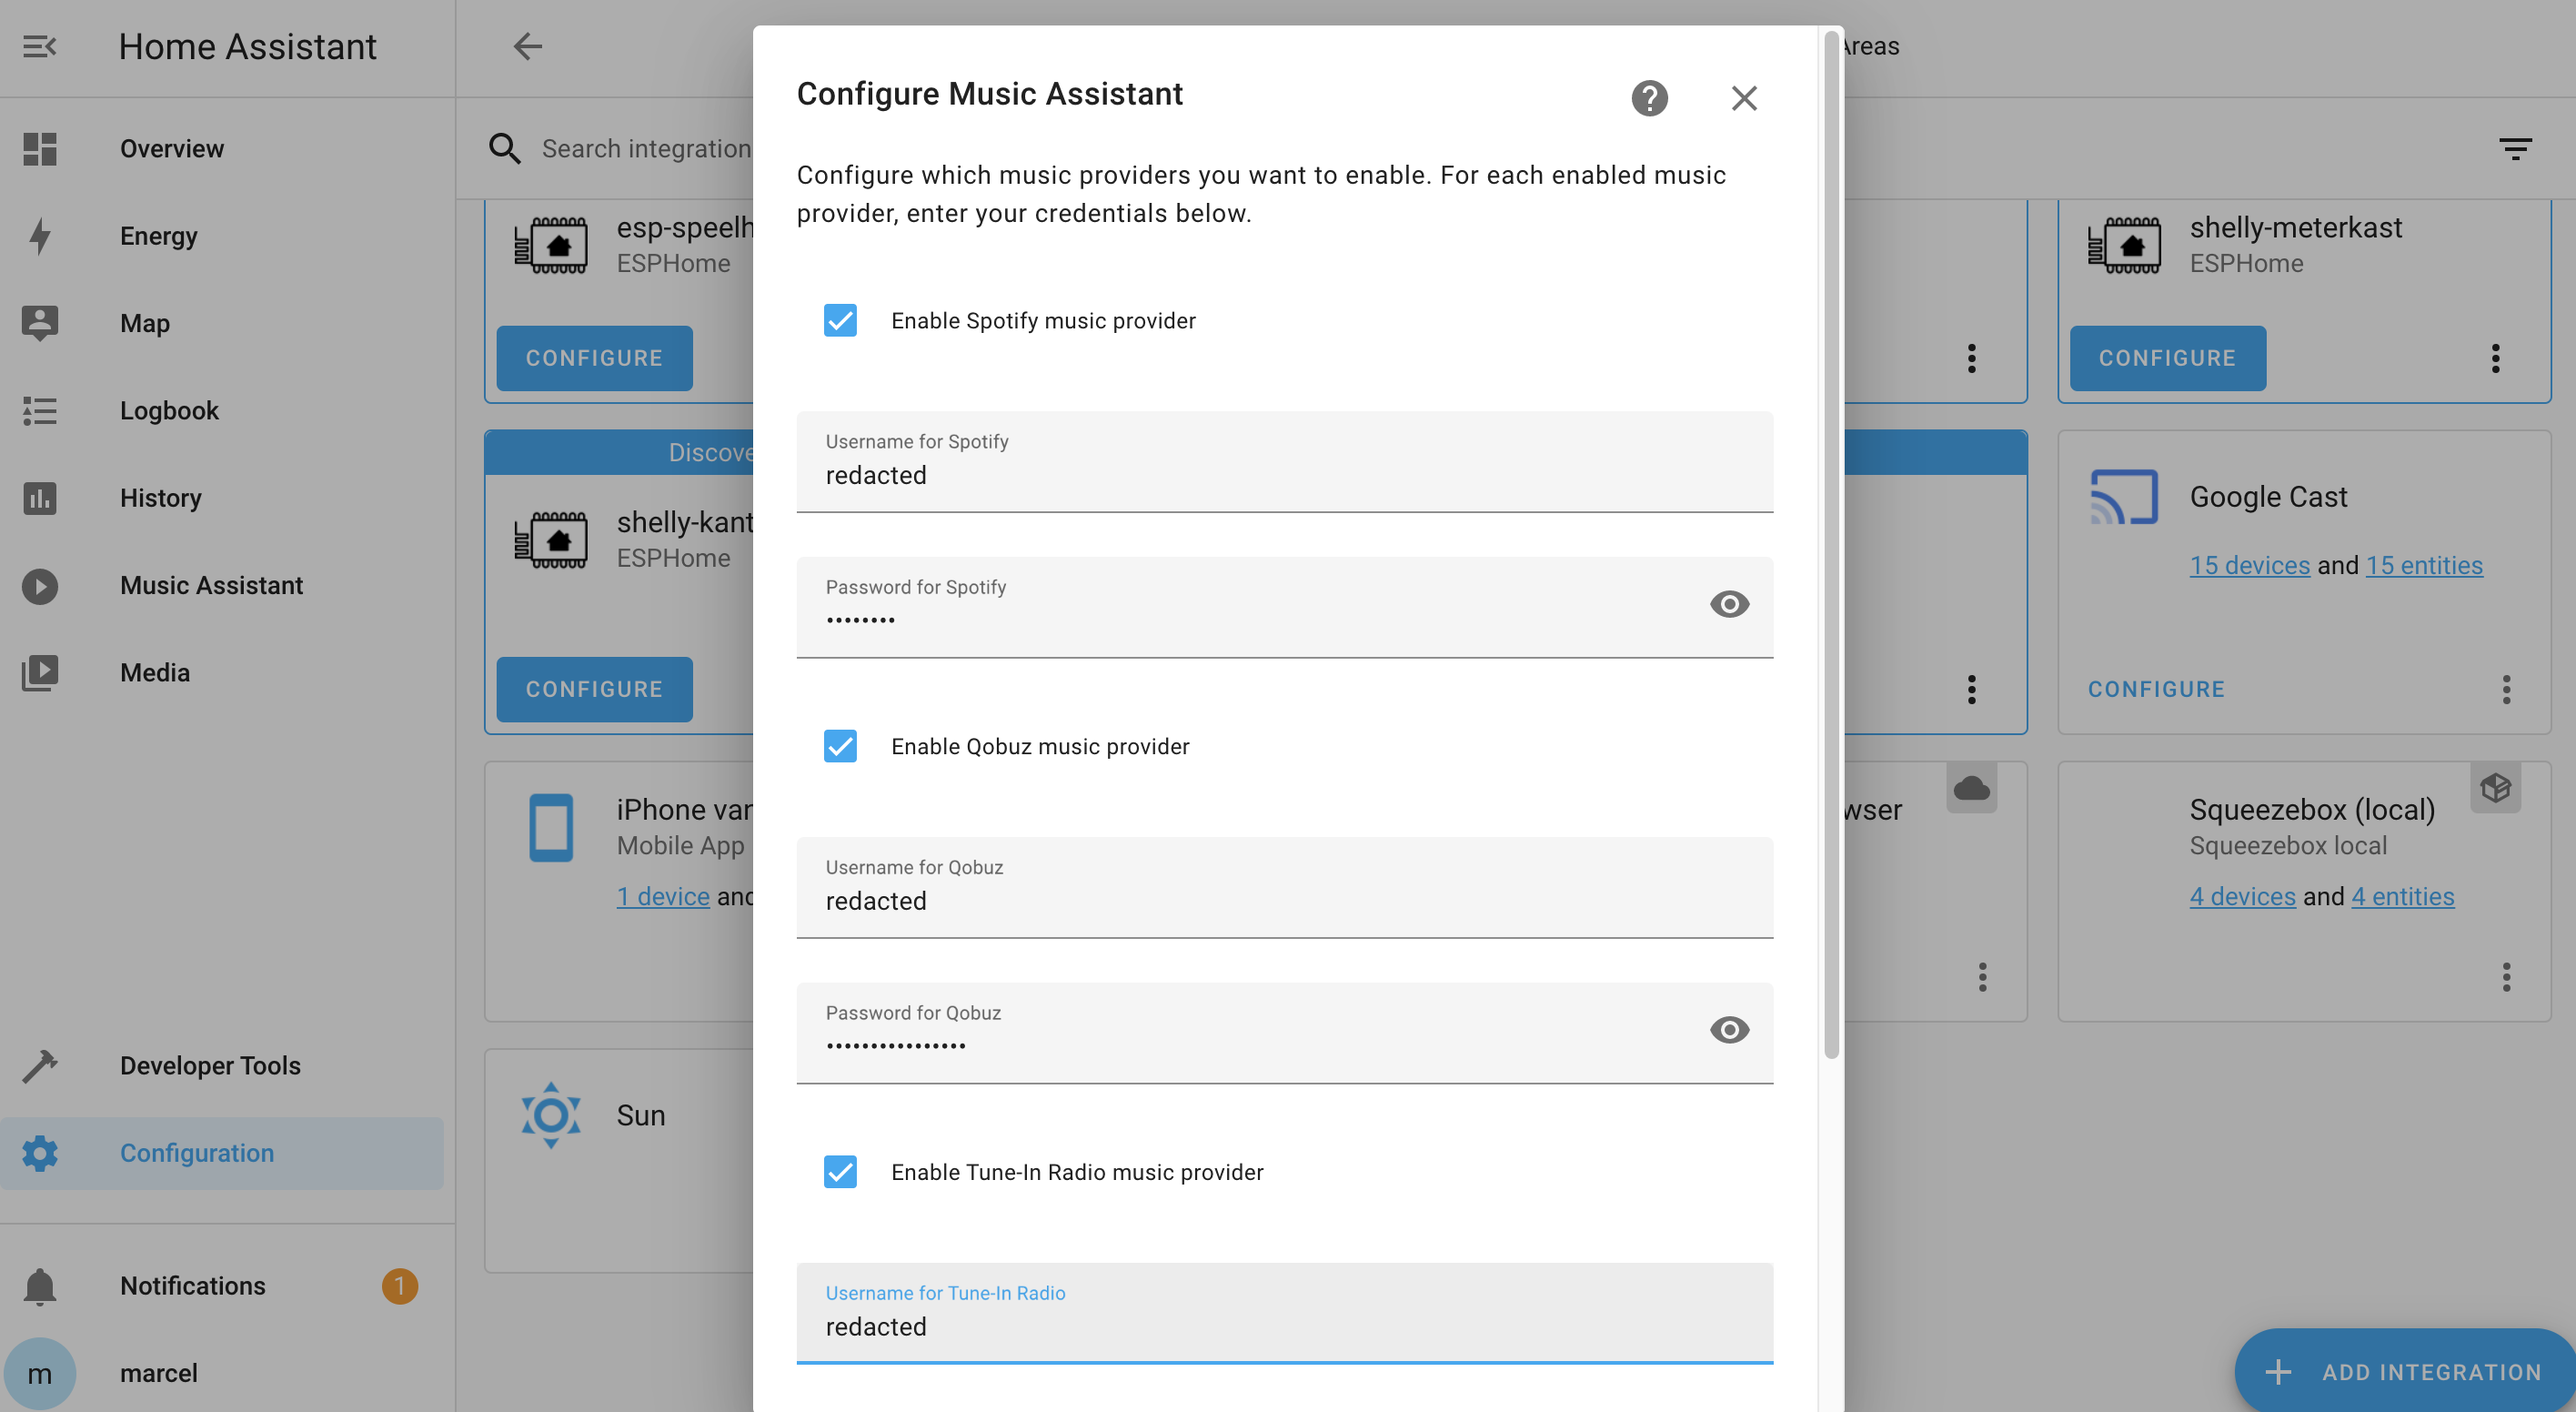 Home Assistant
Overview
Energy
Map
Logbook
History
Music Assistant
Media
Developer Tools
Configuration
Notifications
1
m
marcel
Areas
Search integration
esp-speelh
ESPHome
CONFIGURE
shelly-meterkast
ESPHome
CONFIGURE
Discove
shelly-kant
ESPHome
CONFIGURE
Google Cast
15 devices and 15 entities
CONFIGURE
iPhone van
Mobile App
1 device and
wser
Squeezebox (local)
Squeezebox local
4 devices and 4 entities
Sun
ADD INTEGRATION
Configure Music Assistant
Configure which music providers you want to enable. For each enabled music
provider, enter your credentials below.
Enable Spotify music provider
Username for Spotify
redacted
Password for Spotify
••••••••
Enable Qobuz music provider
Username for Qobuz
redacted
Password for Qobuz
••••••••••••••••
Enable Tune-In Radio music provider
Username for Tune-In Radio
redacted